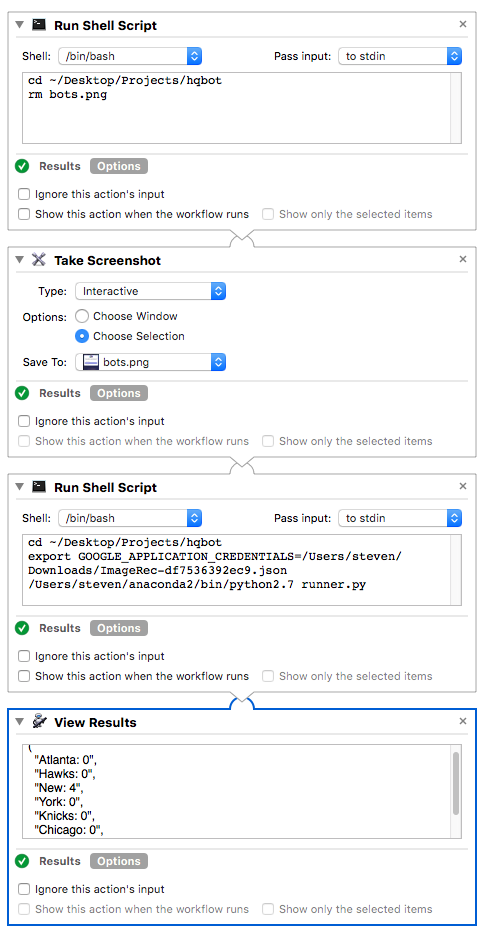 Run Shell Script
Shell: /bin/bash Pass input: to stdin
cd ~/Desktop/Projects/hqbot
rm bots.png
Results Options
Ignore this action's input
Show this action when the workflow runs Show only the selected items
Take Screenshot
Type: Interactive
Options: Choose Window
Choose Selection
Save To: bots.png
Results Options
Ignore this action's input
Show this action when the workflow runs Show only the selected items
Run Shell Script
Shell: /bin/bash Pass input: to stdin
cd ~/Desktop/Projects/hqbot
export GOOGLE_APPLICATION_CREDENTIALS=/Users/steven/
Downloads/ImageRec-df7536392ec9.json
/Users/steven/anaconda2/bin/python2.7 runner.py
Results Options
Ignore this action's input
Show this action when the workflow runs Show only the selected items
View Results
(
"Atlanta: 0",
"Hawks: 0",
"New: 4",
"York: 0",
"Knicks: 0",
"Chicago: 0",
Results Options
Ignore this action's input
Show this action when the workflow runs Show only the selected items